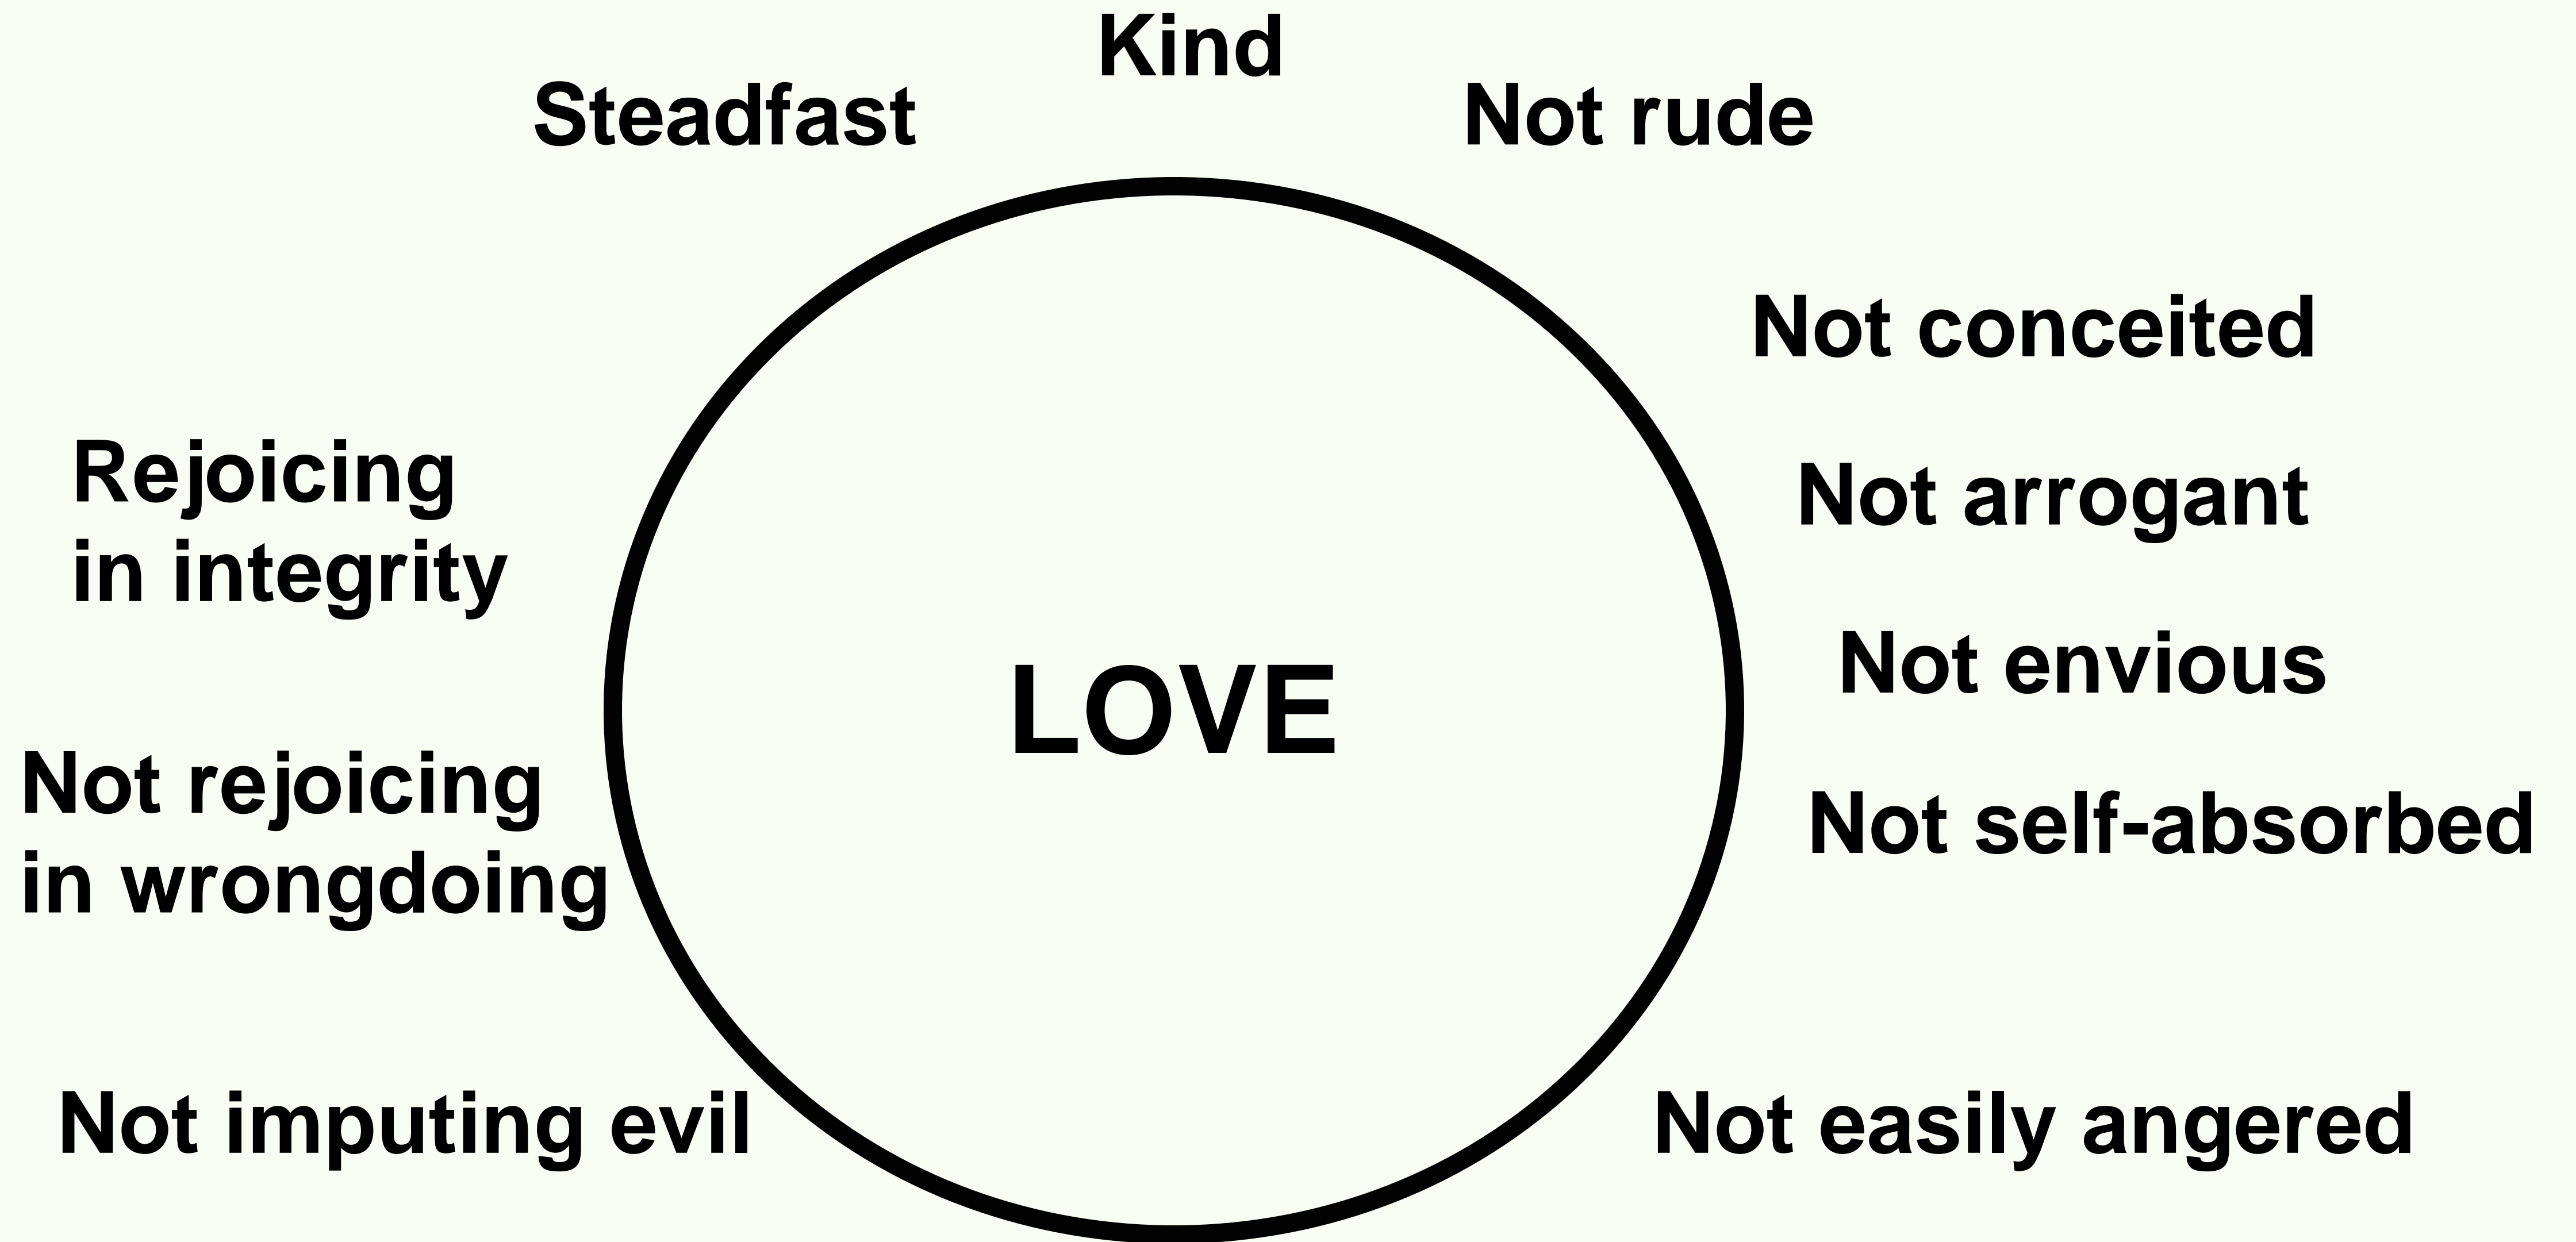 Kind
Steadfast
Not rude
Not conceited
Rejoicing
in integrity
Not arrogant
Not envious
LOVE
Not rejoicing
in wrongdoing
Not self-absorbed
Not imputing evil
Not easily angered